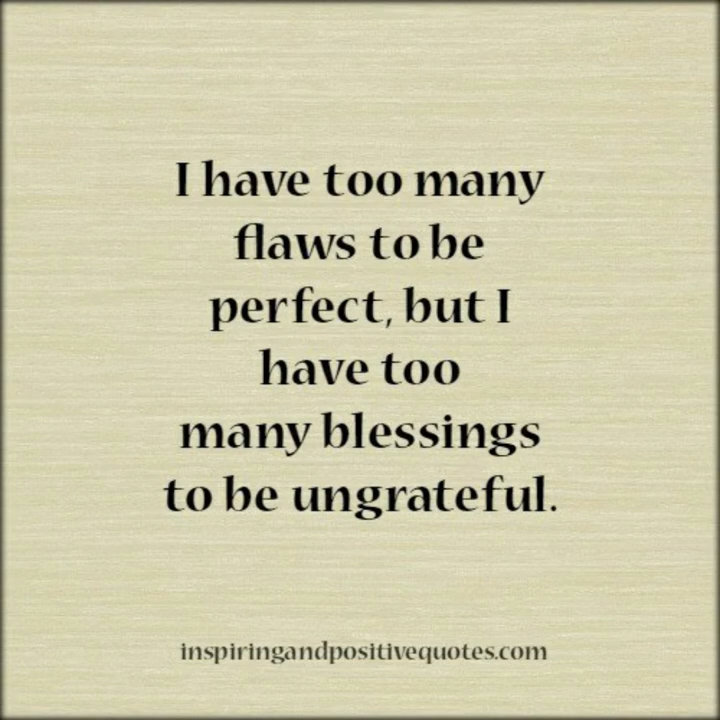 I have too many
flaws to be
perfect, but I
have too
many blessings
to be ungrateful.
inspiringandpositivequotes.com